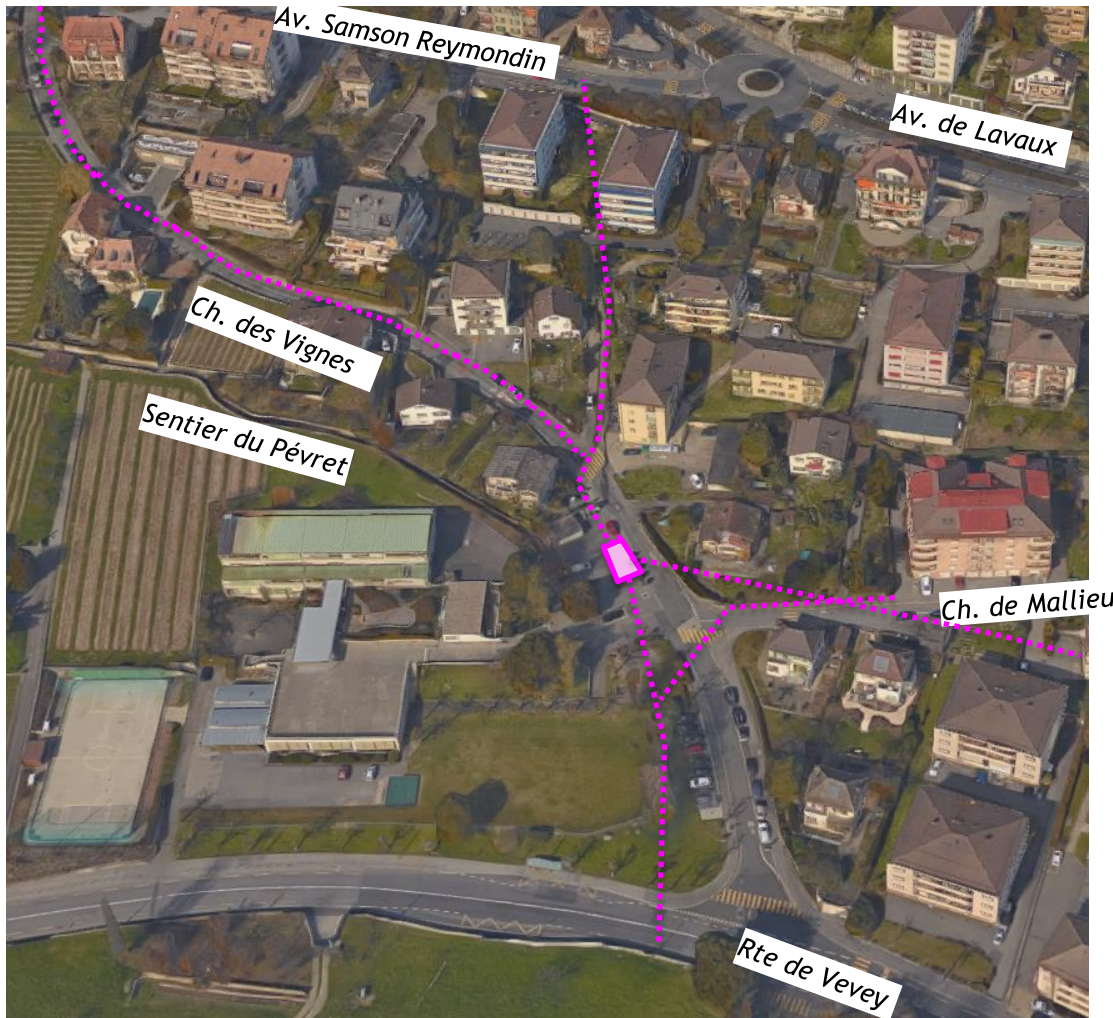 Av. Samson Reymondin
Av. de Lavaux
Ch. des Vignes
Sentier du Pévret
Ch. de Mallieu
Rte de Vevey